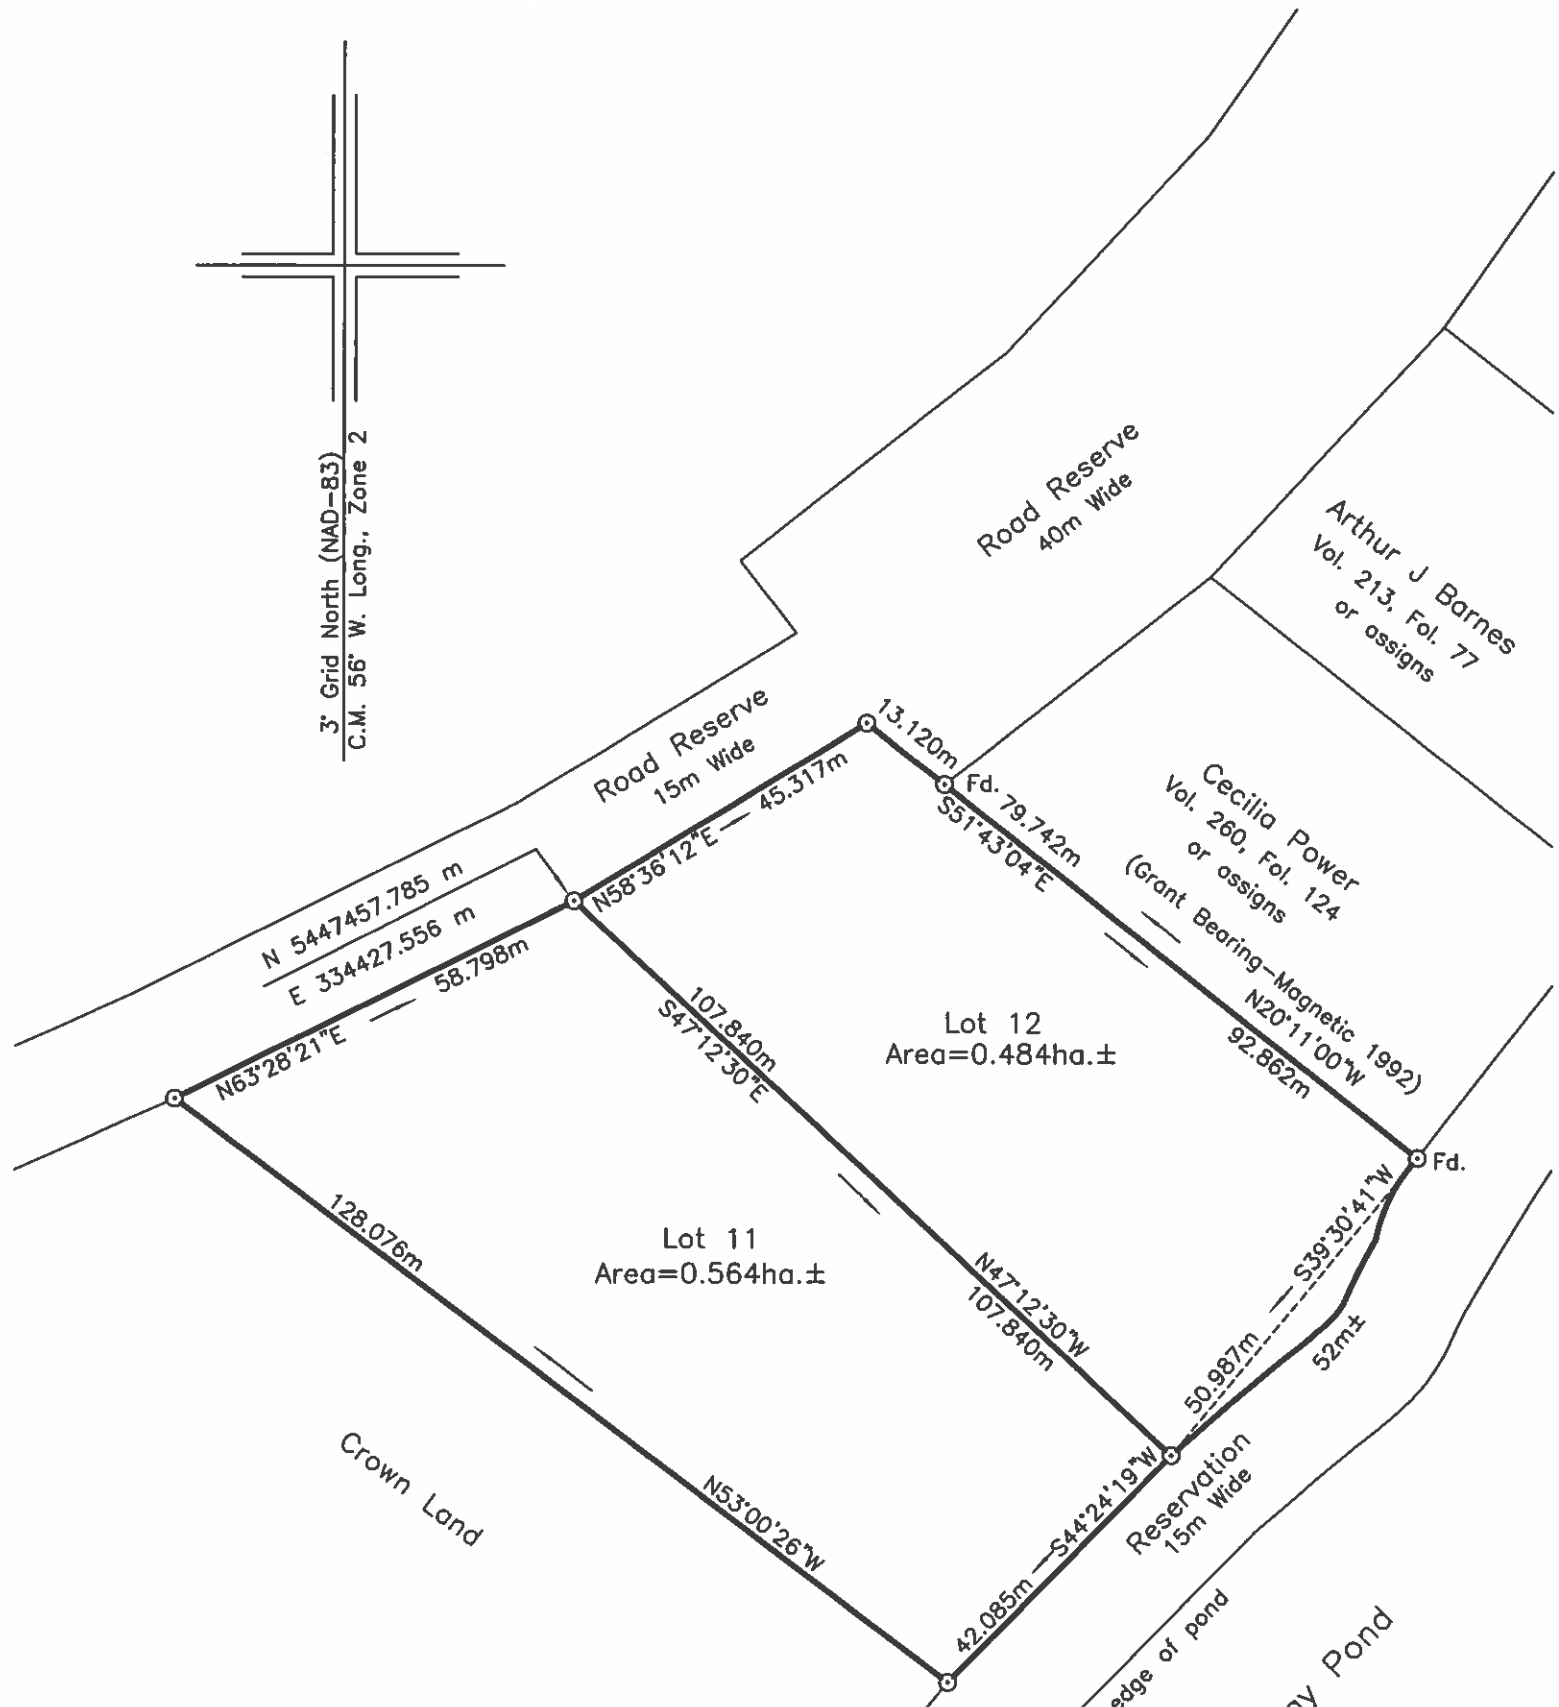 3° Grid North (NAD-83)
C.M. 56° W. Long., Zone 2
Road Reserve
40m Wide
Arthur J Barnes
Vol. 213, Fol. 77
or assigns
Road Reserve
15m Wide
13.120m
Fd.
79.742m
S51°43'04"E
Cecilia Power
Vol. 260, Fol. 124
or assigns
(Grant Bearing-Magnetic 1992)
N20°11'00"W
92.862m
N58°36'12"E
45.317m
N 5447457.785 m
E 334427.556 m
N63°28'21"E
58.798m
107.840m
S47°12'30"E
Lot 12
Area=0.484ha.±
Fd.
S39°30'41"W
50.987m
52m±
128.076m
Lot 11
Area=0.564ha.±
N47°12'30"W
107.840m
Crown Land
N53°00'26"W
42.085m
S44°24'19"W
Reservation
15m Wide
edge of pond
Pond